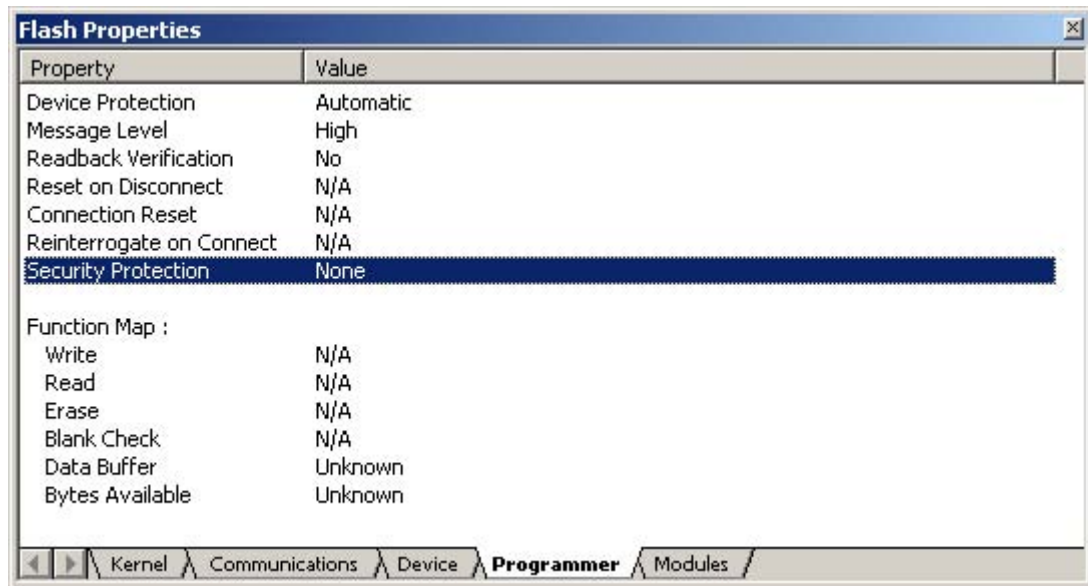 Flash Properties
Property Value
Device Protection Automatic
Message Level High
Readback Verification No
Reset on Disconnect N/A
Connection Reset N/A
Reinterrogate on Connect N/A
Security Protection None
Function Map :
Write N/A
Read N/A
Erase N/A
Blank Check N/A
Data Buffer Unknown
Bytes Available Unknown
Kernel Communications Device Programmer Modules